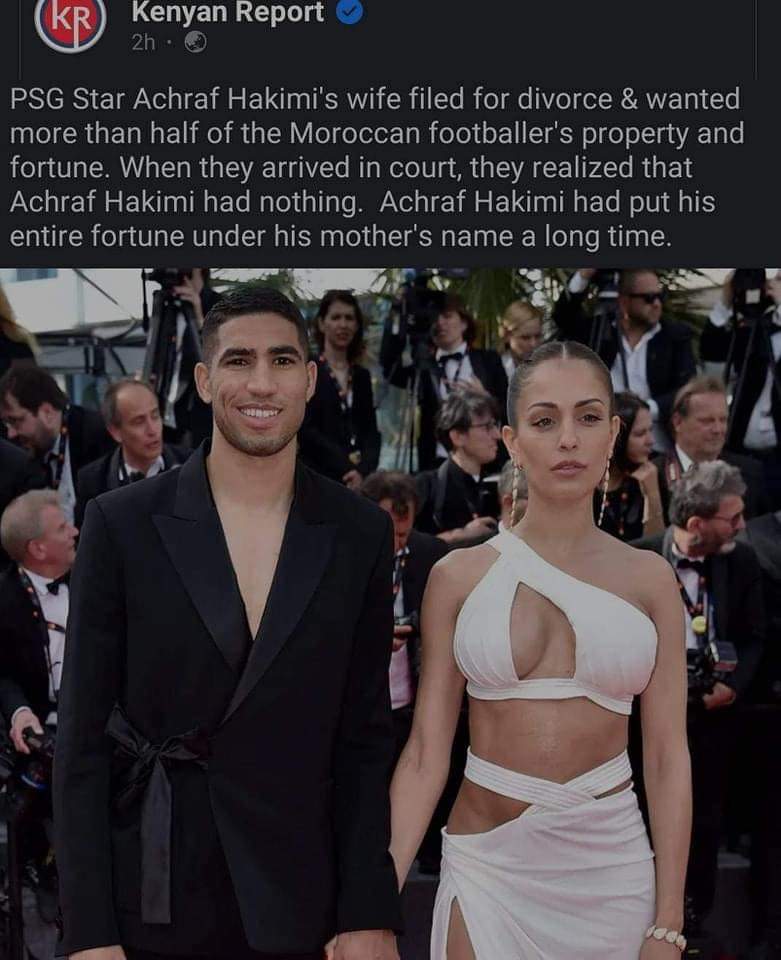 KR
Kenyan Report
2h ·
PSG Star Achraf Hakimi's wife filed for divorce & wanted
more than half of the Moroccan footballer's property and
fortune. When they arrived in court, they realized that
Achraf Hakimi had nothing.  Achraf Hakimi had put his
entire fortune under his mother's name a long time.